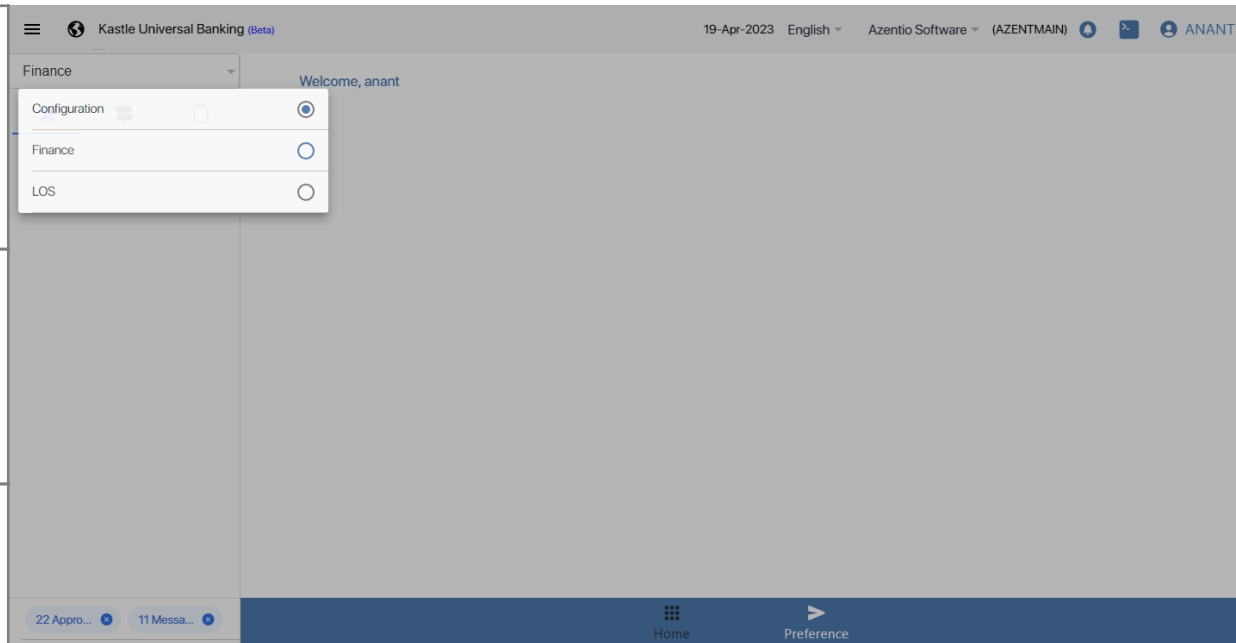 Kastle Universal Banking (Beta)
19-Apr-2023 English Azentio Software (AZENTMAIN) ANANT
Finance
Welcome, anant
Configuration
Finance
LOS
22 Appro... 11 Messa...
Home Preference